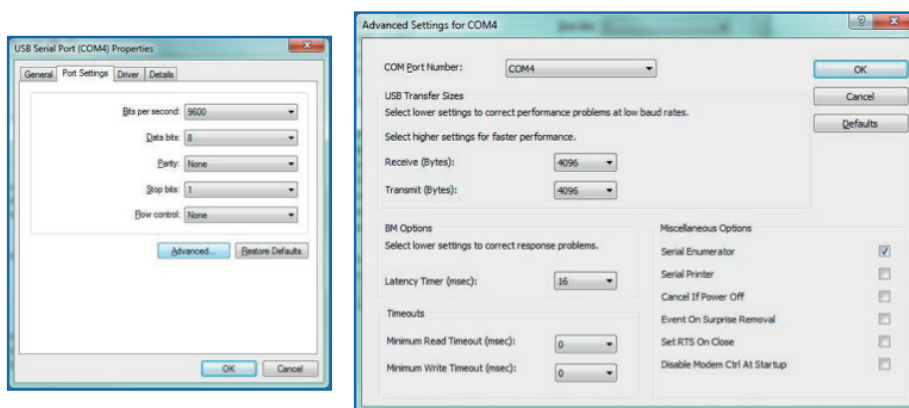 USB Serial Port (COM4) Properties
General Port Settings Driver Details
Bits per second: 9600
Data bits: 8
Parity: None
Stop bits: 1
Flow control: None
Advanced... Restore Defaults
OK Cancel
Advanced Settings for COM4
COM Port Number: COM4
OK
Cancel
Defaults
USB Transfer Sizes
Select lower settings to correct performance problems at low baud rates.
Select higher settings for faster performance.
Receive (Bytes): 4096
Transmit (Bytes): 4096
BM Options
Select lower settings to correct response problems.
Latency Timer (msec): 16
Timeouts
Minimum Read Timeout (msec): 0
Minimum Write Timeout (msec): 0
Miscellaneous Options
Serial Enumerator
Serial Printer
Cancel If Power Off
Event On Surprise Removal
Set RTS On Close
Disable Modem Ctrl At Startup